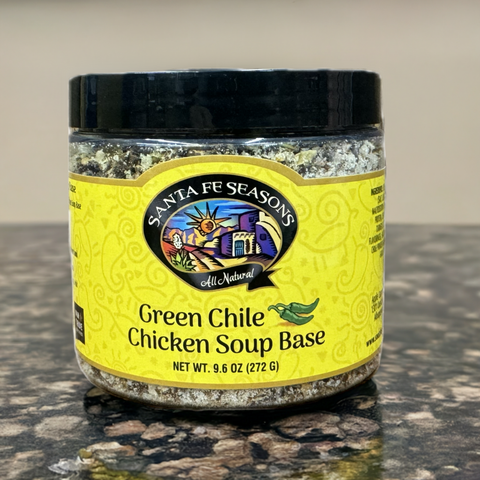 SANTA FE SEASONS
All Natural
Green Chile
Chicken Soup Base
NET WT. 9.6 OZ (272 G)